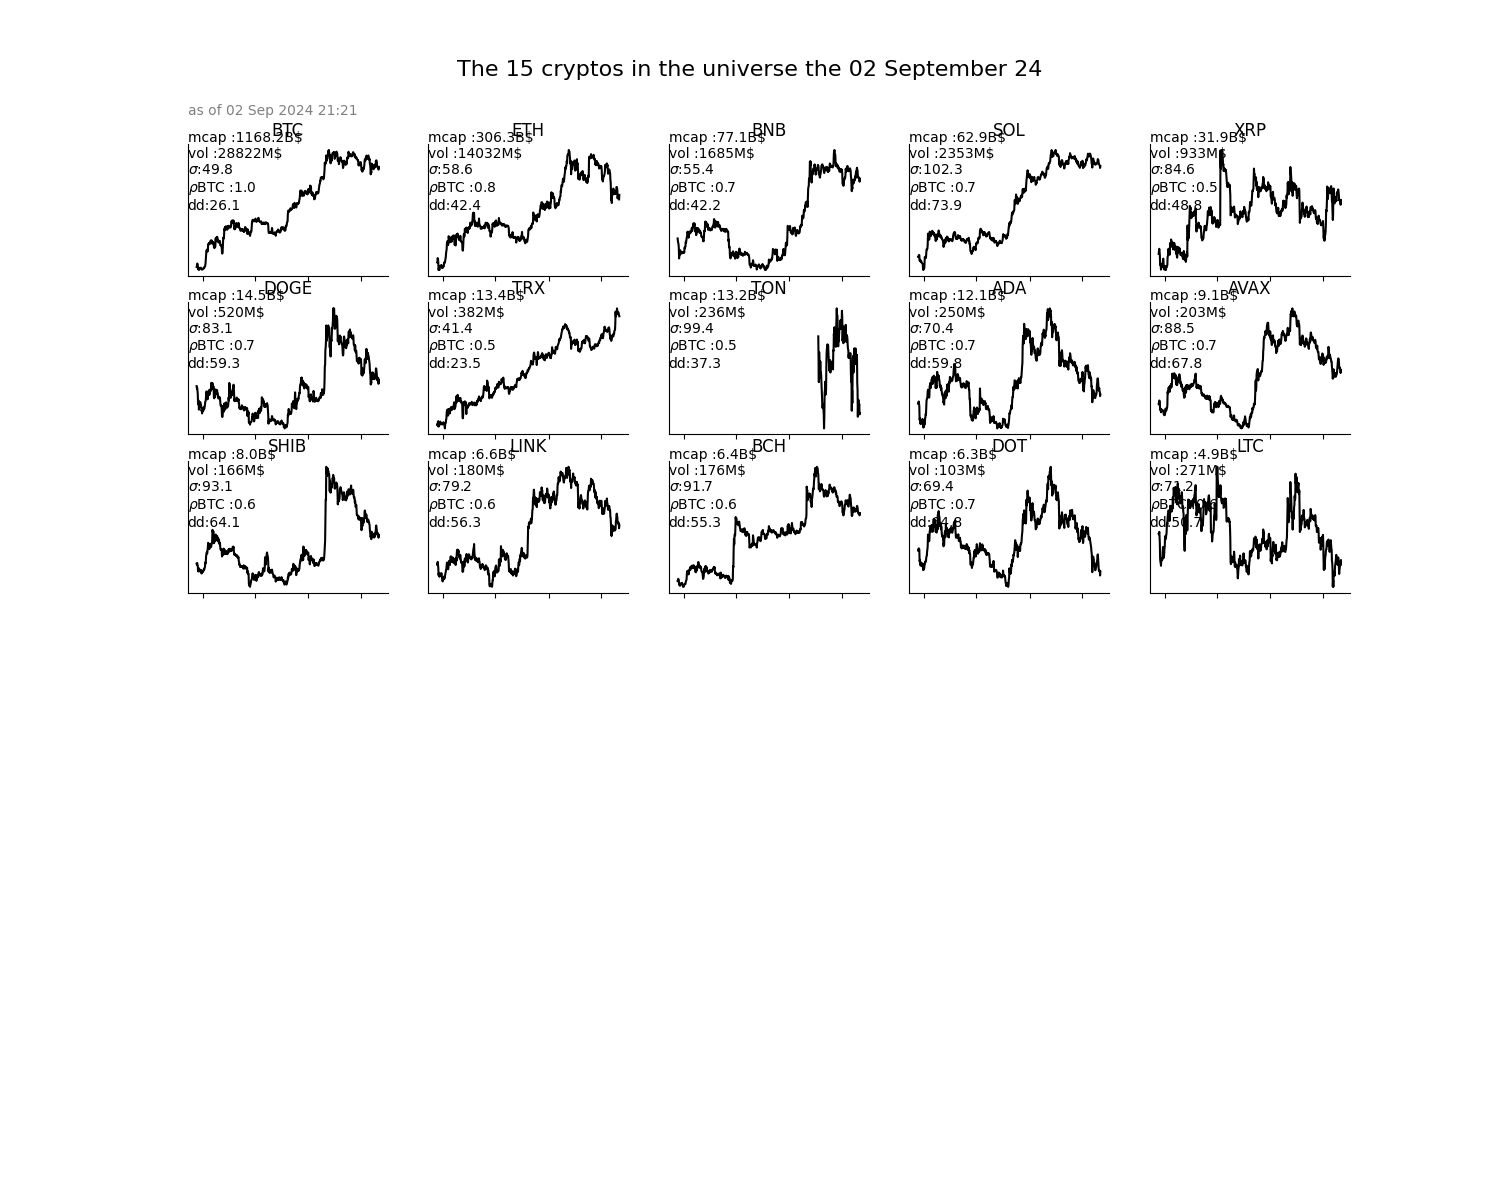 The 15 cryptos in the universe the 02 September 24
as of 02 Sep 2024 21:21
BTC
mcap :1168.2B$
vol :28822M$
σ:49.8
ρBTC :1.0
dd:26.1
ETH
mcap :306.3B$
vol :14032M$
σ:58.6
ρBTC :0.8
dd:42.4
BNB
mcap :77.1B$
vol :1685M$
σ:55.4
ρBTC :0.7
dd:42.2
SOL
mcap :62.9B$
vol :2353M$
σ:102.3
ρBTC :0.7
dd:73.9
XRP
mcap :31.9B$
vol :933M$
σ:84.6
ρBTC :0.5
dd:48.8
DOGE
mcap :14.5B$
vol :520M$
σ:83.1
ρBTC :0.7
dd:59.3
TRX
mcap :13.4B$
vol :382M$
σ:41.4
ρBTC :0.5
dd:23.5
TON
mcap :13.2B$
vol :236M$
σ:99.4
ρBTC :0.5
dd:37.3
ADA
mcap :12.1B$
vol :250M$
σ:70.4
ρBTC :0.7
dd:59.8
AVAX
mcap :9.1B$
vol :203M$
σ:88.5
ρBTC :0.7
dd:67.8
SHIB
mcap :8.0B$
vol :166M$
σ:93.1
ρBTC :0.6
dd:64.1
LINK
mcap :6.6B$
vol :180M$
σ:79.2
ρBTC :0.6
dd:56.3
BCH
mcap :6.4B$
vol :176M$
σ:91.7
ρBTC :0.6
dd:55.3
DOT
mcap :6.3B$
vol :103M$
σ:69.4
ρBTC :0.7
dd:64.8
LTC
mcap :4.9B$
vol :271M$
σ:71.2
ρBTC :0.6
dd:50.7